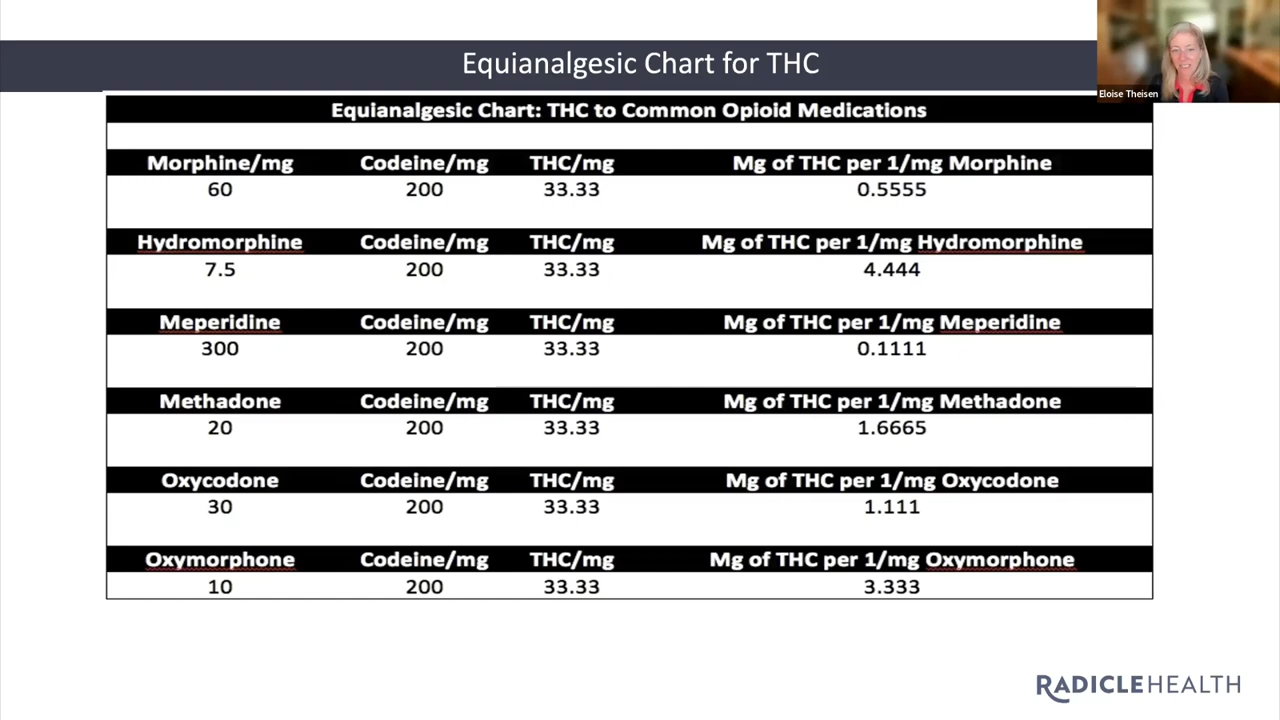 Equianalgesic Chart for THC
Eloise Theisen
Equianalgesic Chart: THC to Common Opioid Medications
Morphine/mg Codeine/mg THC/mg Mg of THC per 1/mg Morphine
60 200 33.33 0.5555
Hydromorphine Codeine/mg THC/mg Mg of THC per 1/mg Hydromorphine
7.5 200 33.33 4.444
Meperidine Codeine/mg THC/mg Mg of THC per 1/mg Meperidine
300 200 33.33 0.1111
Methadone Codeine/mg THC/mg Mg of THC per 1/mg Methadone
20 200 33.33 1.6665
Oxycodone Codeine/mg THC/mg Mg of THC per 1/mg Oxycodone
30 200 33.33 1.111
Oxymorphone Codeine/mg THC/mg Mg of THC per 1/mg Oxymorphone
10 200 33.33 3.333
RADICLEHEALTH